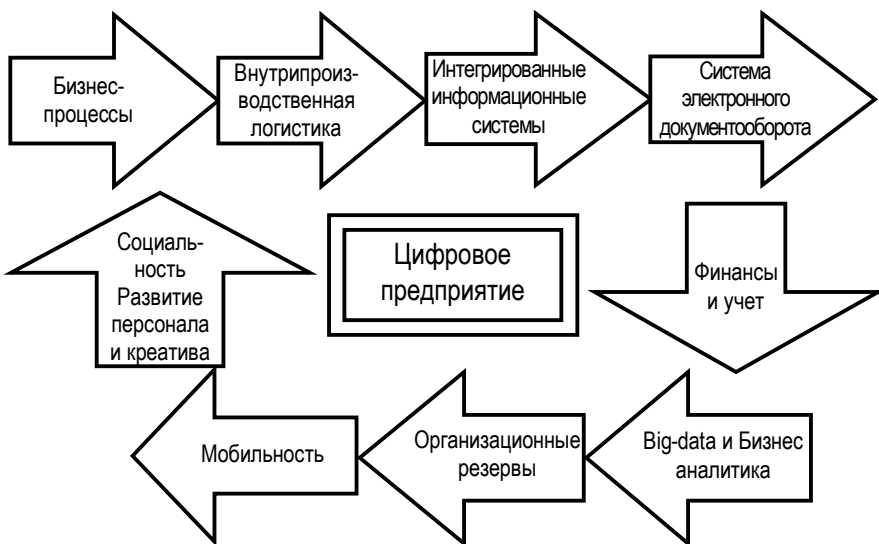 Бизнес-
процессы
Внутрипроиз-
водственная
логистика
Интегрированные
информационные
системы
Система
электронного
документооборота
Социаль-
ность
Развитие
персонала
и креатива
Цифровое
предприятие
Финансы
и учет
Мобильность
Организационные
резервы
Big-data и Бизнес
аналитика